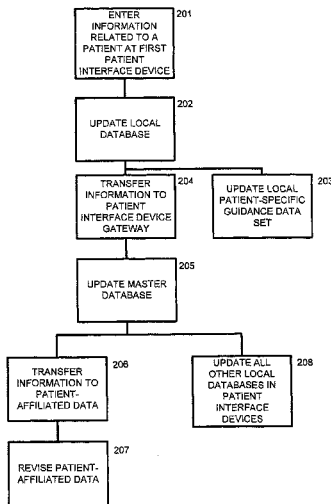 ENTER
INFORMATION
RELATED TO A
PATIENT AT FIRST
PATIENT
INTERFACE DEVICE
201
UPDATE LOCAL
DATABASE
202
TRANSFER
INFORMATION TO
PATIENT
INTERFACE DEVICE
GATEWAY
204
UPDATE LOCAL
PATIENT-SPECIFIC
GUIDANCE DATA
SET
203
UPDATE MASTER
DATABASE
205
TRANSFER
INFORMATION TO
PATIENT-
AFFILIATED DATA
206
UPDATE ALL
OTHER LOCAL
DATABASES IN
PATIENT
INTERFACE
DEVICES
208
REVISE PATIENT-
AFFILIATED DATA
207